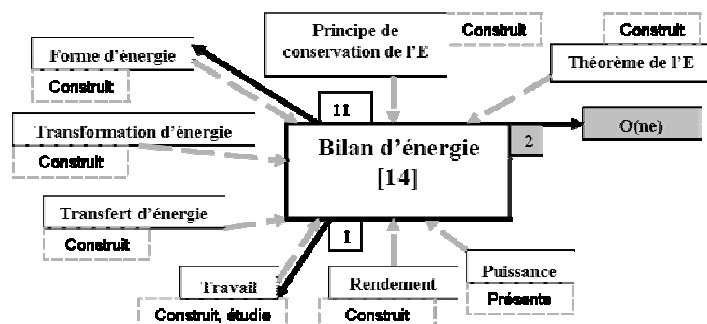 Principe de
conservation de l'E
Construit
Construit
Forme d'énergie
Construit
Théorème de l'E
Transformation d'énergie
Construit
11
Bilan d'énergie
[14]
2
O(ne)
Transfert d'énergie
Construit
1
Travail
Construit, étudie
Rendement
Construit
Puissance
Présente